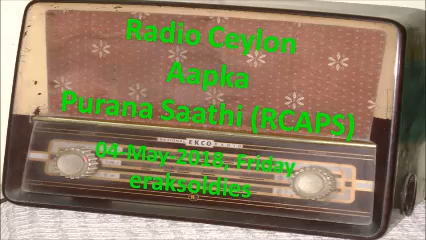 Radio Ceylon
Aapka
Purana Saathi (RCAPS)
EKCO
04-May-2018, Friday
eraksoldies